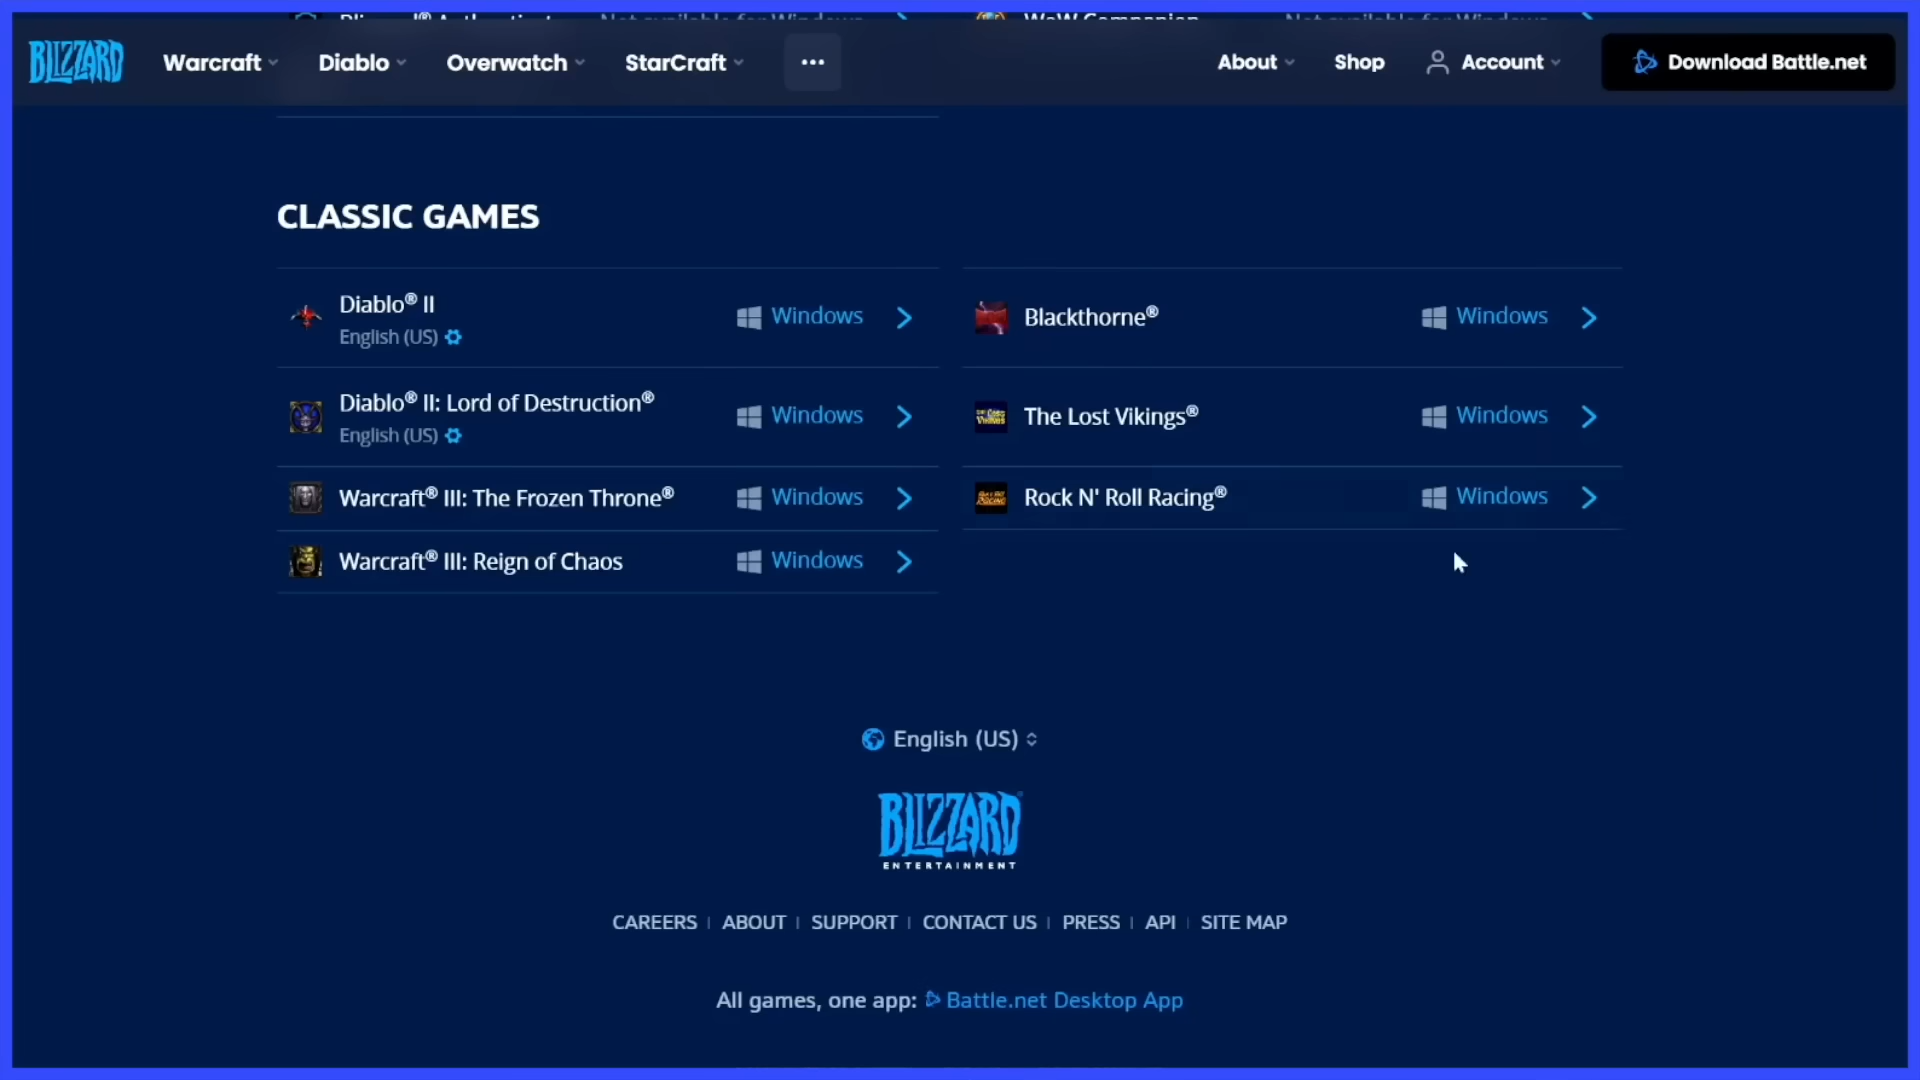 BLIZZARD
Warcraft
Diablo
Overwatch
StarCraft
•••
About
Shop
Account
Download Battle.net
CLASSIC GAMES
Diablo® II
English (US)
Windows
Diablo® II: Lord of Destruction®
English (US)
Windows
Warcraft® III: The Frozen Throne®
Windows
Warcraft® III: Reign of Chaos
Windows
Blackthorne®
Windows
The Lost Vikings®
Windows
Rock N' Roll Racing®
Windows
English (US)
BLIZZARD®
ENTERTAINMENT
CAREERS | ABOUT | SUPPORT | CONTACT US | PRESS | API | SITE MAP
All games, one app: Battle.net Desktop App